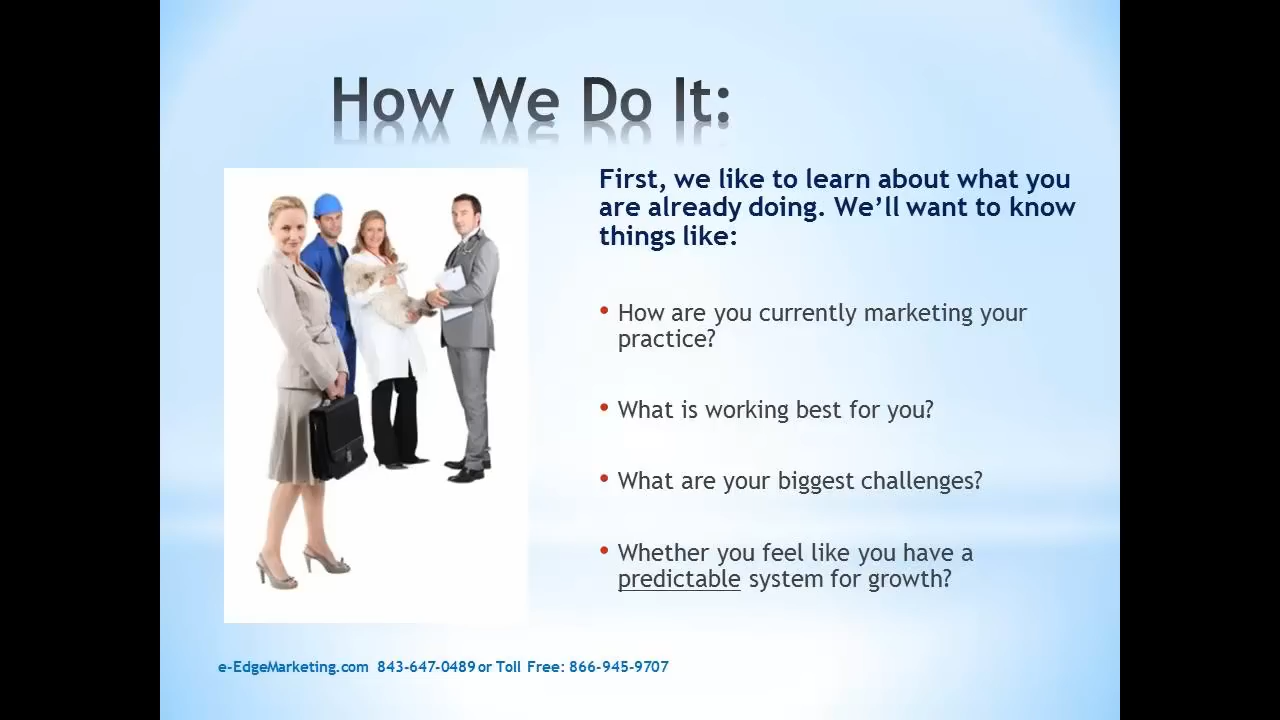 How We Do It:
First, we like to learn about what you
are already doing. We’ll want to know
things like:
• How are you currently marketing your
practice?
• What is working best for you?
• What are your biggest challenges?
• Whether you feel like you have a
predictable system for growth?
e-EdgeMarketing.com 843-647-0489 or Toll Free: 866-945-9707